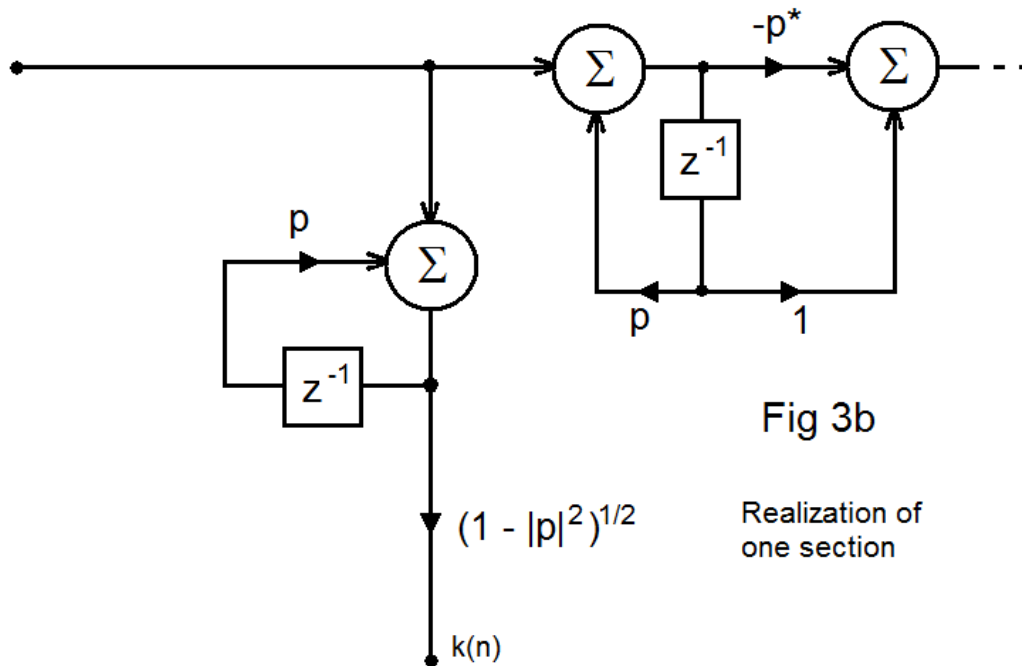 -p*
Σ
Σ
z⁻¹
p
Σ
p
1
z⁻¹
Fig 3b
(1 - |p|²)¹/²
Realization of
one section
k(n)